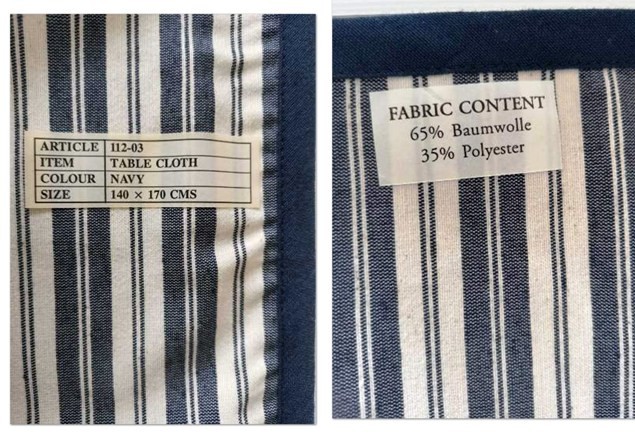 ARTICLE 112-03
ITEM TABLE CLOTH
COLOUR NAVY
SIZE 140 × 170 CMS
FABRIC CONTENT
65% Baumwolle
35% Polyester